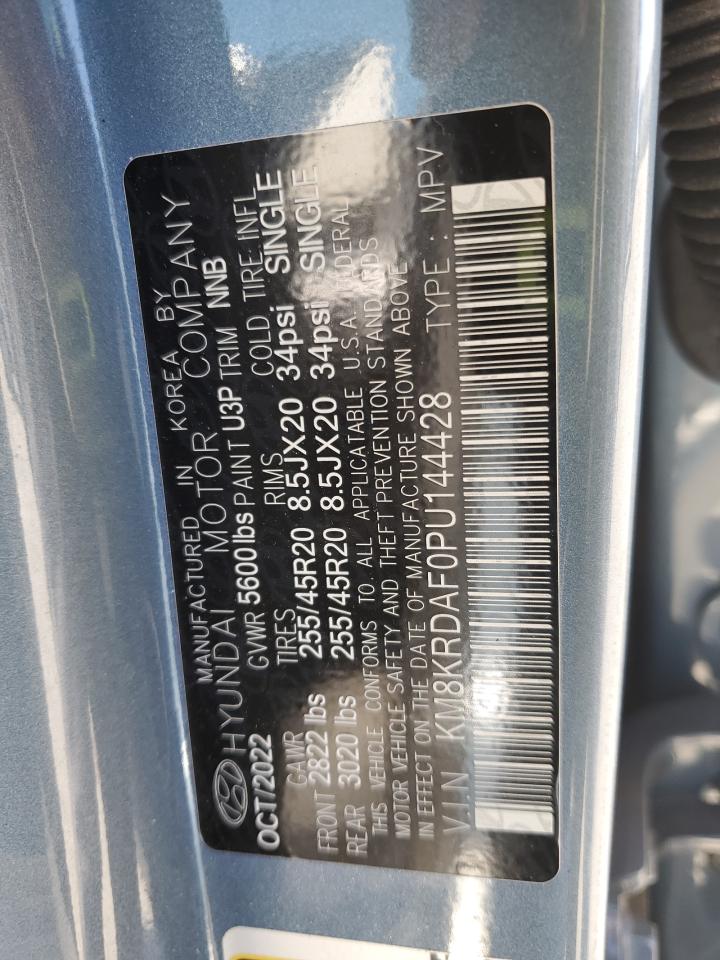 MANUFACTURED IN KOREA BY
HYUNDAI MOTOR COMPANY
OCT/2022 GVWR 5600lbs PAINT U3P TRIM NNB
GAWR TIRES RIMS COLD TIRE INFL
FRONT 2822 lbs 255/45R20 8.5JX20 34psi SINGLE
REAR 3020 lbs 255/45R20 8.5JX20 34psi SINGLE
THIS VEHICLE CONFORMS TO ALL APPLICATABLE U.S.A. FEDERAL
MOTOR VEHICLE SAFETY AND THEFT PREVENTION STANDARDS
IN EFFECT ON THE DATE OF MANUFACTURE SHOWN ABOVE
VIN KM8KRDAF0PU144428 TYPE : MPV